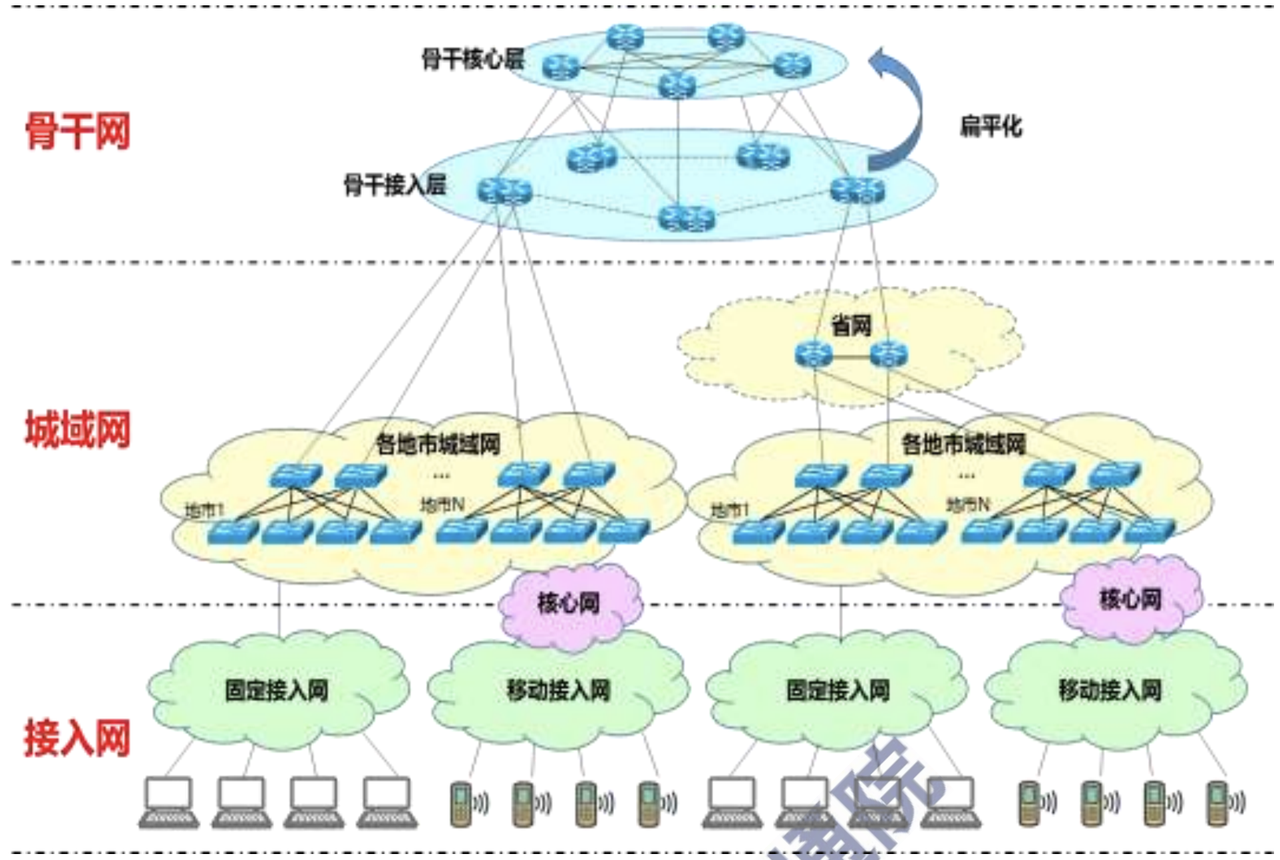 骨干核心层
骨干网
扁平化
骨干接入层
省网
城域网
各地市城域网
各地市城域网
...
...
地市1
地市N
地市1
地市N
核心网
核心网
固定接入网
移动接入网
固定接入网
移动接入网
接入网
院